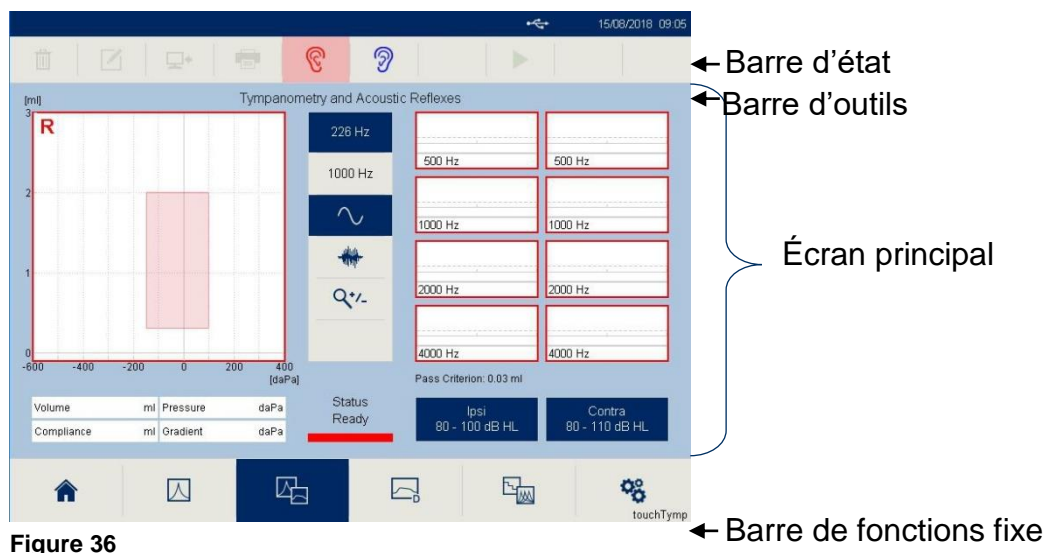 15/08/2018 09:05
Barre d’état
Barre d’outils
[ml]
Tympanometry and Acoustic Reflexes
3
R
2
1
0
-600 -400 -200 0 200 400
[daPa]
226 Hz
1000 Hz
+/-
500 Hz 500 Hz
1000 Hz 1000 Hz
2000 Hz 2000 Hz
4000 Hz 4000 Hz
Pass Criterion: 0.03 ml
Écran principal
Volume ml Pressure daPa
Compliance ml Gradient daPa
Status
Ready
Ipsi
80 - 100 dB HL
Contra
80 - 110 dB HL
D
touchTymp
Barre de fonctions fixe
Figure 36